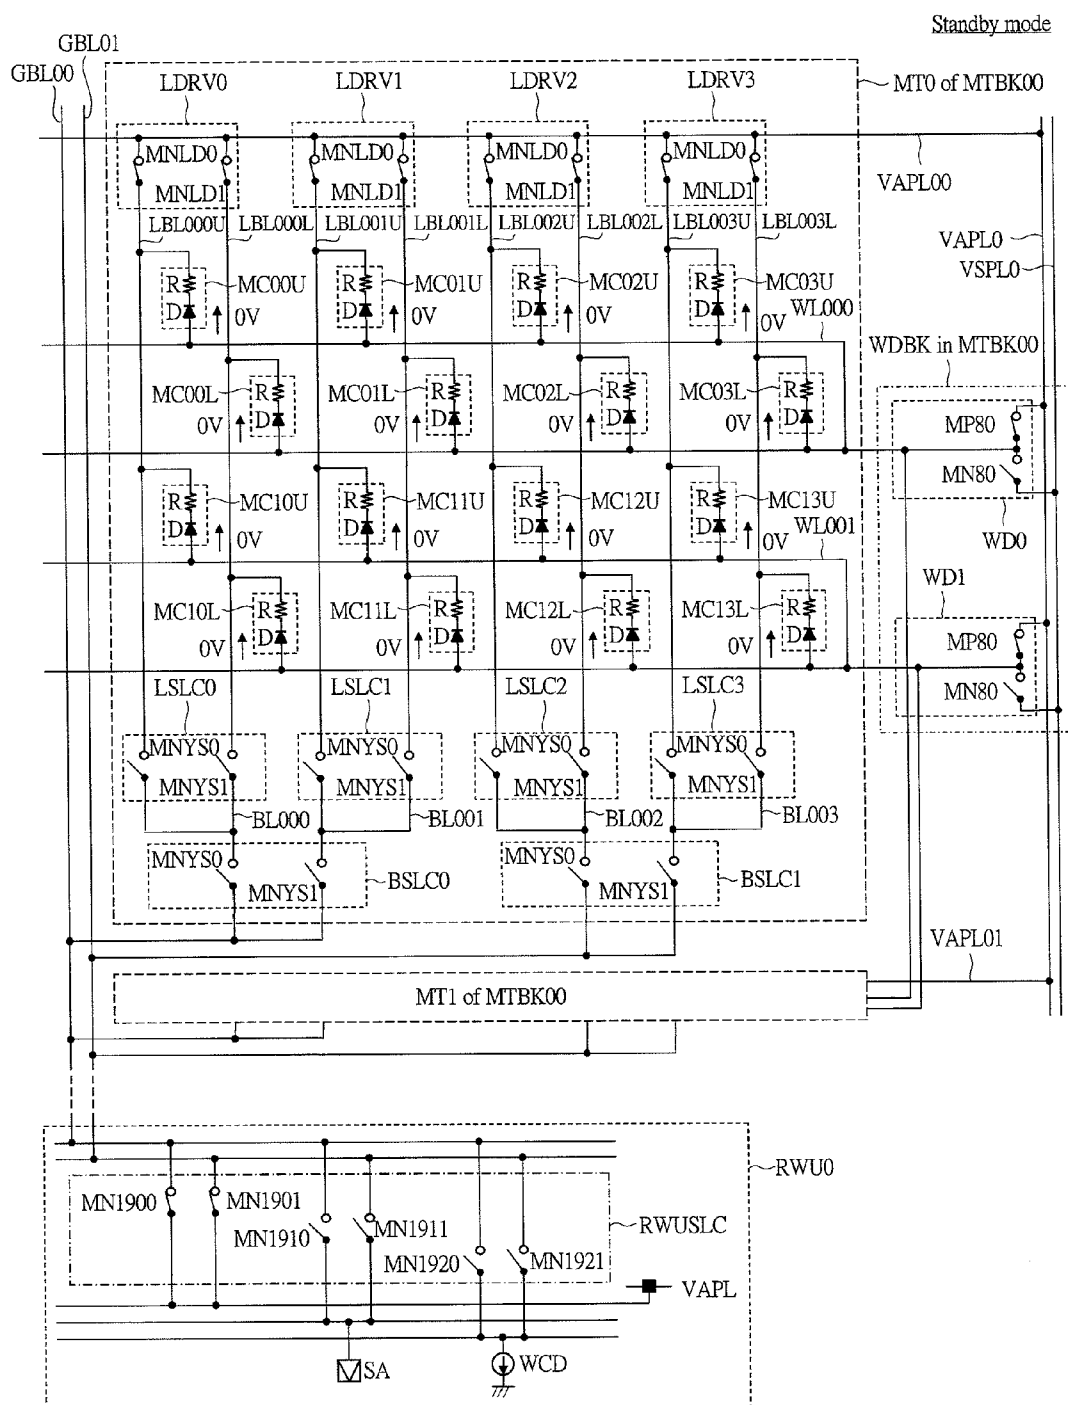 Standby mode
GBL01
GBL00
LDRV0 LDRV1 LDRV2 LDRV3
MT0 of MTBK00
MNLD0 MNLD0 MNLD0 MNLD0
MNLD1 MNLD1 MNLD1 MNLD1
VAPL00
LBL000U LBL000L LBL001U LBL001L LBL002U LBL002L LBL003U LBL003L
VAPL0
VSPL0
R MC00U R MC01U R MC02U R MC03U
D 0V D 0V D 0V D 0V
WL000
WDBK in MTBK00
MC00L R MC01L R MC02L R MC03L R
0V D 0V D 0V D 0V D
MP80
MN80
R MC10U R MC11U R MC12U R MC13U
D 0V D 0V D 0V D 0V
WL001
WD0
WD1
MC10L R MC11L R MC12L R MC13L R
0V D 0V D 0V D 0V D
MP80
MN80
LSLC0 LSLC1 LSLC2 LSLC3
MNYS0 MNYS0 MNYS0 MNYS0
MNYS1 MNYS1 MNYS1 MNYS1
BL000 BL001 BL002 BL003
MNYS0 MNYS0
MNYS1 BSLC0 MNYS1 BSLC1
VAPL01
MT1 of MTBK00
RWU0
MN1900 MN1901
MN1910 MN1911
RWUSLC
MN1920 MN1921
VAPL
SA WCD